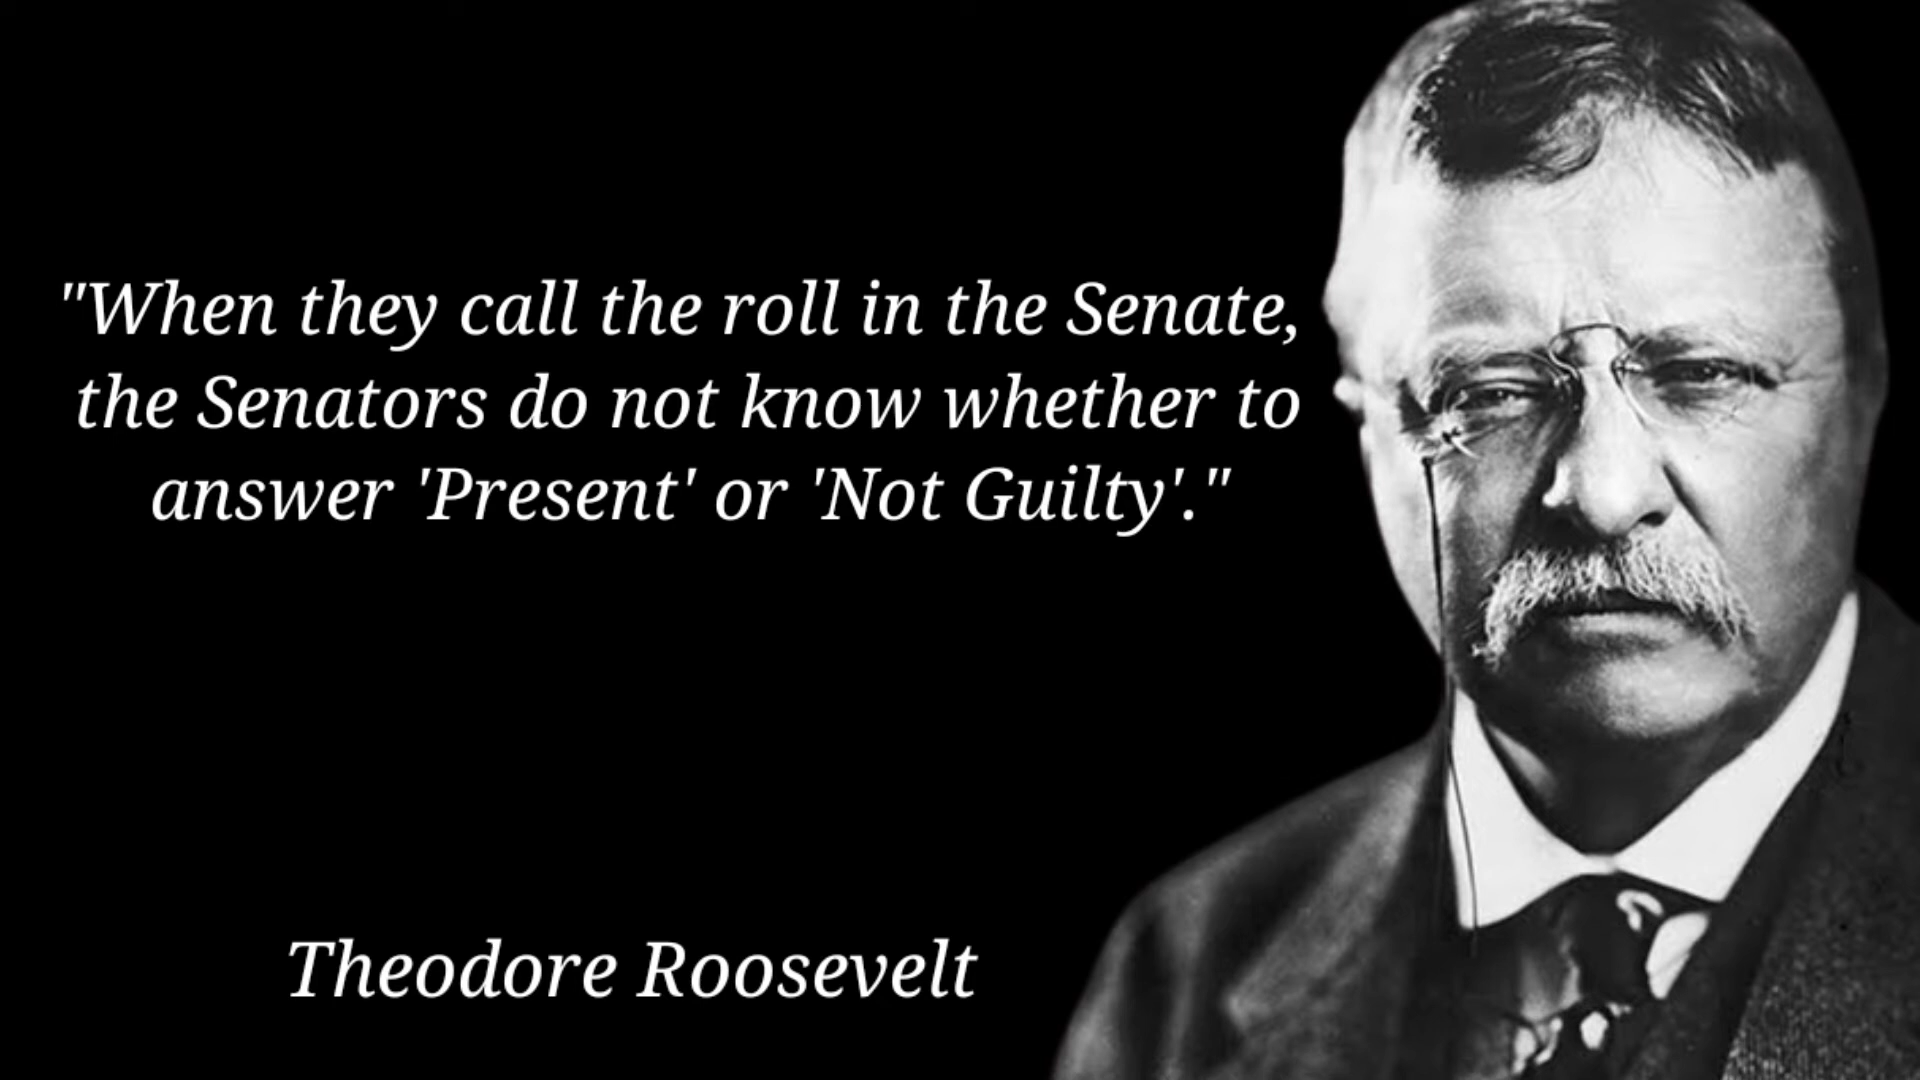 "When they call the roll in the Senate,
the Senators do not know whether to
answer 'Present' or 'Not Guilty'."
Theodore Roosevelt